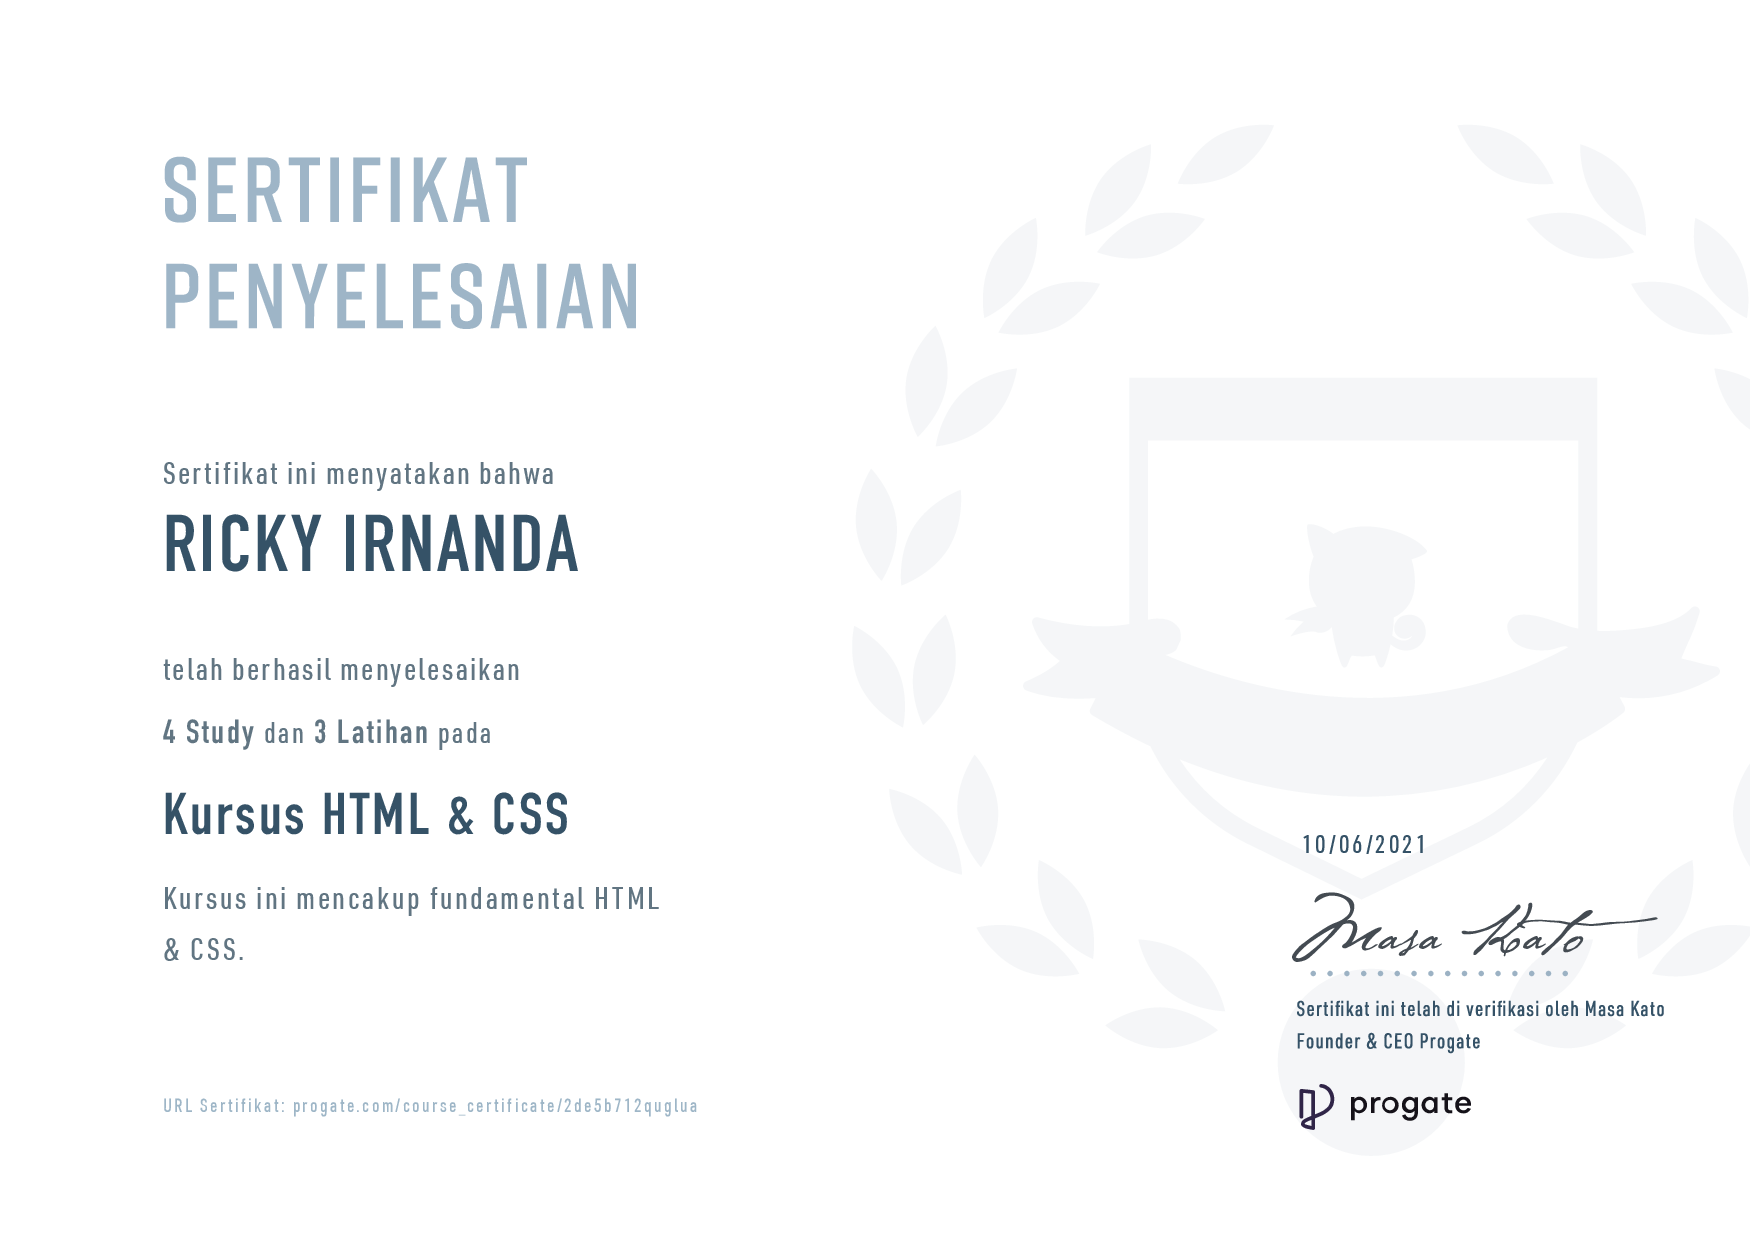 SERTIFIKAT
PENYELESAIAN
Sertifikat ini menyatakan bahwa
RICKY IRNANDA
telah berhasil menyelesaikan
4 Study dan 3 Latihan pada
Kursus HTML & CSS
Kursus ini mencakup fundamental HTML
& CSS.
URL Sertifikat: progate.com/course_certificate/2de5b712quglua
10/06/2021
Masa Kato
Sertifikat ini telah di verifikasi oleh Masa Kato
Founder & CEO Progate
progate